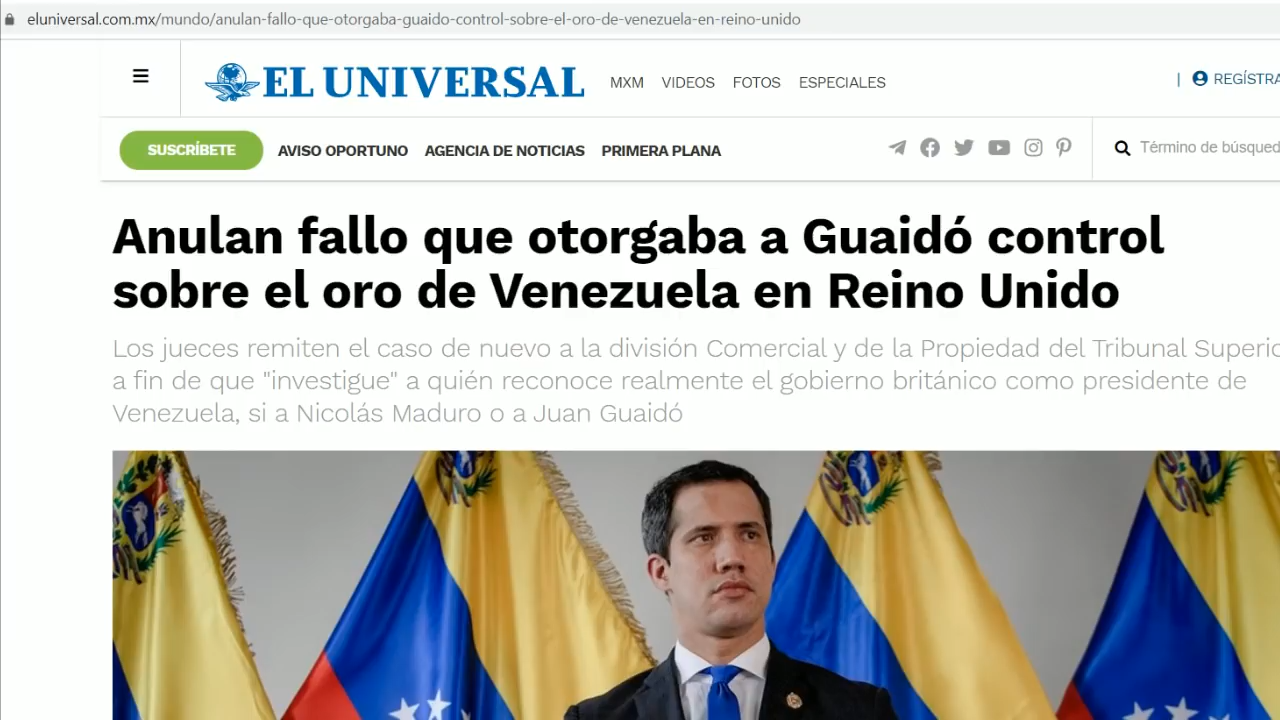 eluniversal.com.mx/mundo/anulan-fallo-que-otorgaba-guaido-control-sobre-el-oro-de-venezuela-en-reino-unido
EL UNIVERSAL
MXM VIDEOS FOTOS ESPECIALES
| REGÍSTRA
SUSCRÍBETE AVISO OPORTUNO AGENCIA DE NOTICIAS PRIMERA PLANA
Término de búsqued
Anulan fallo que otorgaba a Guaidó control
sobre el oro de Venezuela en Reino Unido
Los jueces remiten el caso de nuevo a la división Comercial y de la Propiedad del Tribunal Superio
a fin de que "investigue" a quién reconoce realmente el gobierno británico como presidente de
Venezuela, si a Nicolás Maduro o a Juan Guaidó